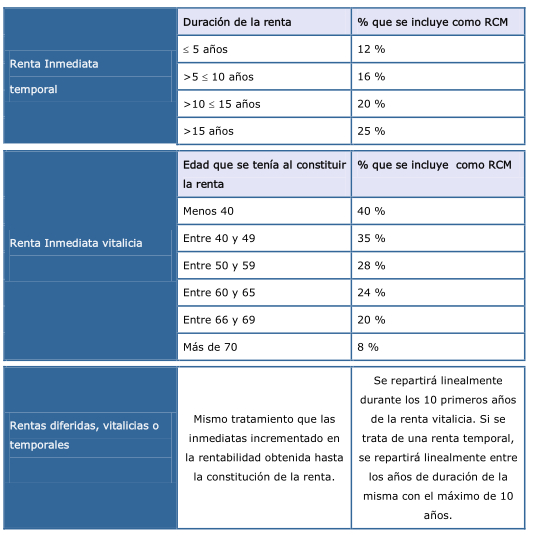 Duración de la renta
% que se incluye como RCM
Renta Inmediata
temporal
≤ 5 años
12 %
>5 ≤ 10 años
16 %
>10 ≤ 15 años
20 %
>15 años
25 %
Edad que se tenía al constituir
la renta
% que se incluye  como RCM
Renta Inmediata vitalicia
Menos 40
40 %
Entre 40 y 49
35 %
Entre 50 y 59
28 %
Entre 60 y 65
24 %
Entre 66 y 69
20 %
Más de 70
8 %
Rentas diferidas, vitalicias o
temporales
Mismo tratamiento que las
inmediatas incrementado en
la rentabilidad obtenida hasta
la constitución de la renta.
Se repartirá linealmente
durante los 10 primeros años
de la renta vitalicia. Si se
trata de una renta temporal,
se repartirá linealmente entre
los años de duración de la
misma con el máximo de 10
años.